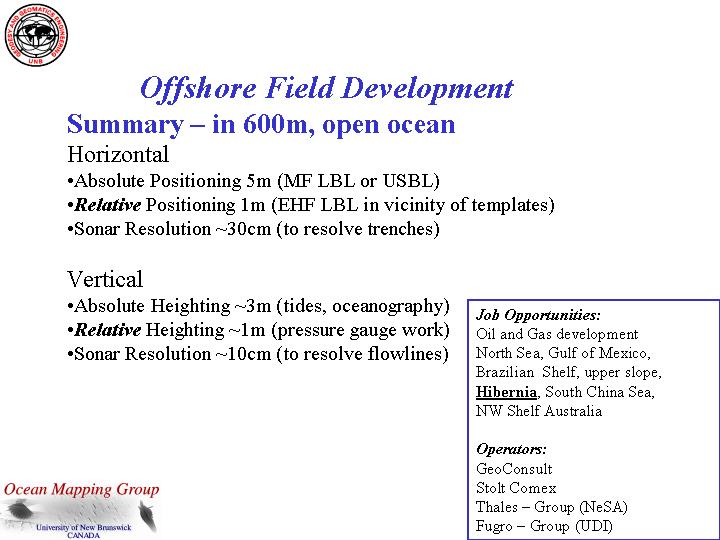 GEODESY AND GEOMATICS ENGINEERING
UNB
Offshore Field Development
Summary – in 600m, open ocean
Horizontal
•Absolute Positioning 5m (MF LBL or USBL)
•Relative Positioning 1m (EHF LBL in vicinity of templates)
•Sonar Resolution ~30cm (to resolve trenches)
Vertical
•Absolute Heighting ~3m (tides, oceanography)
•Relative Heighting ~1m (pressure gauge work)
•Sonar Resolution ~10cm (to resolve flowlines)
Job Opportunities:
Oil and Gas development
North Sea, Gulf of Mexico,
Brazilian Shelf, upper slope,
Hibernia, South China Sea,
NW Shelf Australia
Operators:
GeoConsult
Stolt Comex
Thales – Group (NeSA)
Fugro – Group (UDI)
Ocean Mapping Group
University of New Brunswick
CANADA